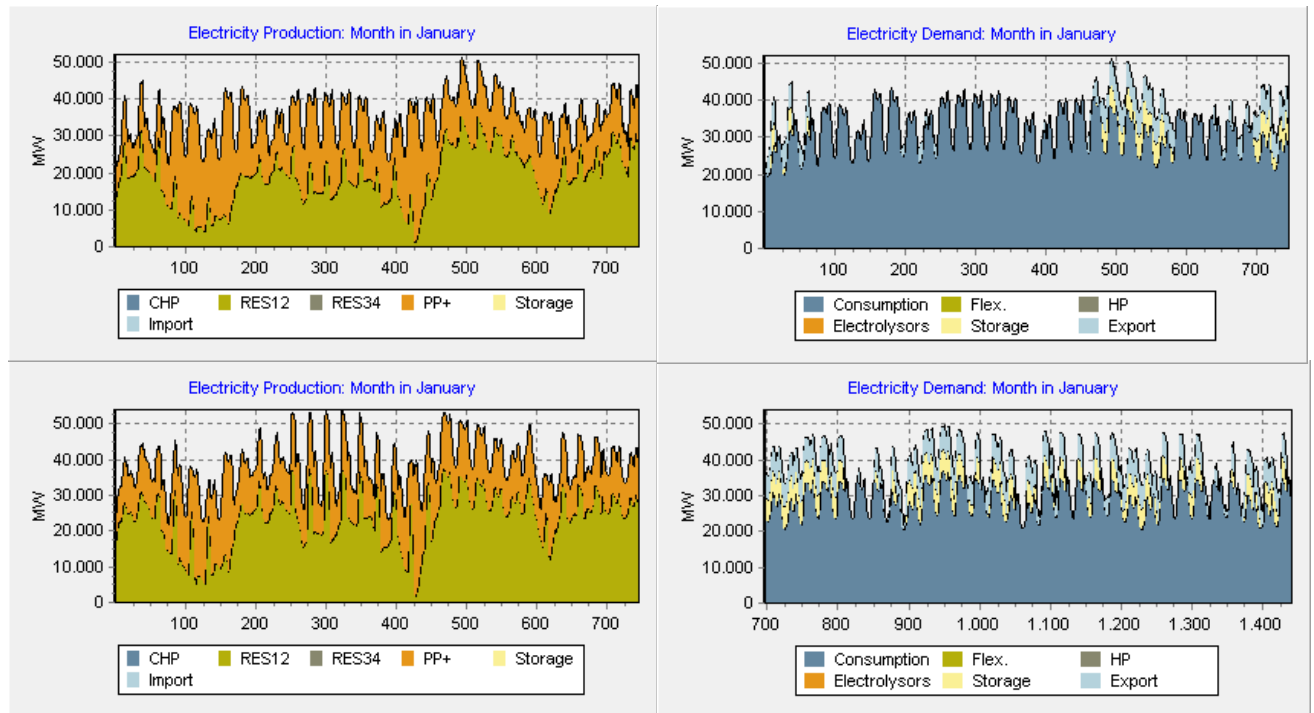 Electricity Production: Month in January
50.000
40.000
30.000
20.000
10.000
0
MW
100 200 300 400 500 600 700
CHP RES12 RES34 PP+ Storage
Import
Electricity Demand: Month in January
50.000
40.000
30.000
20.000
10.000
0
MW
100 200 300 400 500 600 700
Consumption Flex. HP
Electrolysors Storage Export
Electricity Production: Month in January
50.000
40.000
30.000
20.000
10.000
0
MW
100 200 300 400 500 600 700
CHP RES12 RES34 PP+ Storage
Import
Electricity Demand: Month in January
50.000
40.000
30.000
20.000
10.000
0
MW
700 800 900 1.000 1.100 1.200 1.300 1.400
Consumption Flex. HP
Electrolysors Storage Export